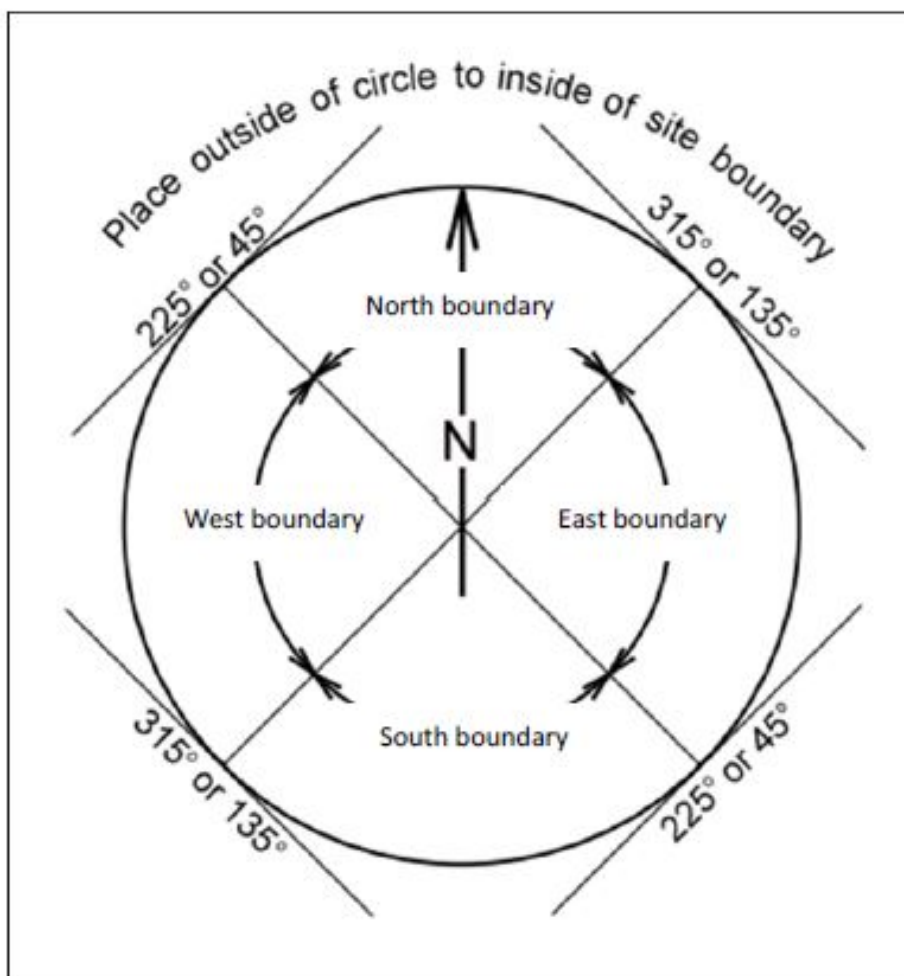 Place outside of circle to inside of site boundary
225° or 45°
315° or 135°
North boundary
N
West boundary
East boundary
South boundary
315° or 135°
225° or 45°